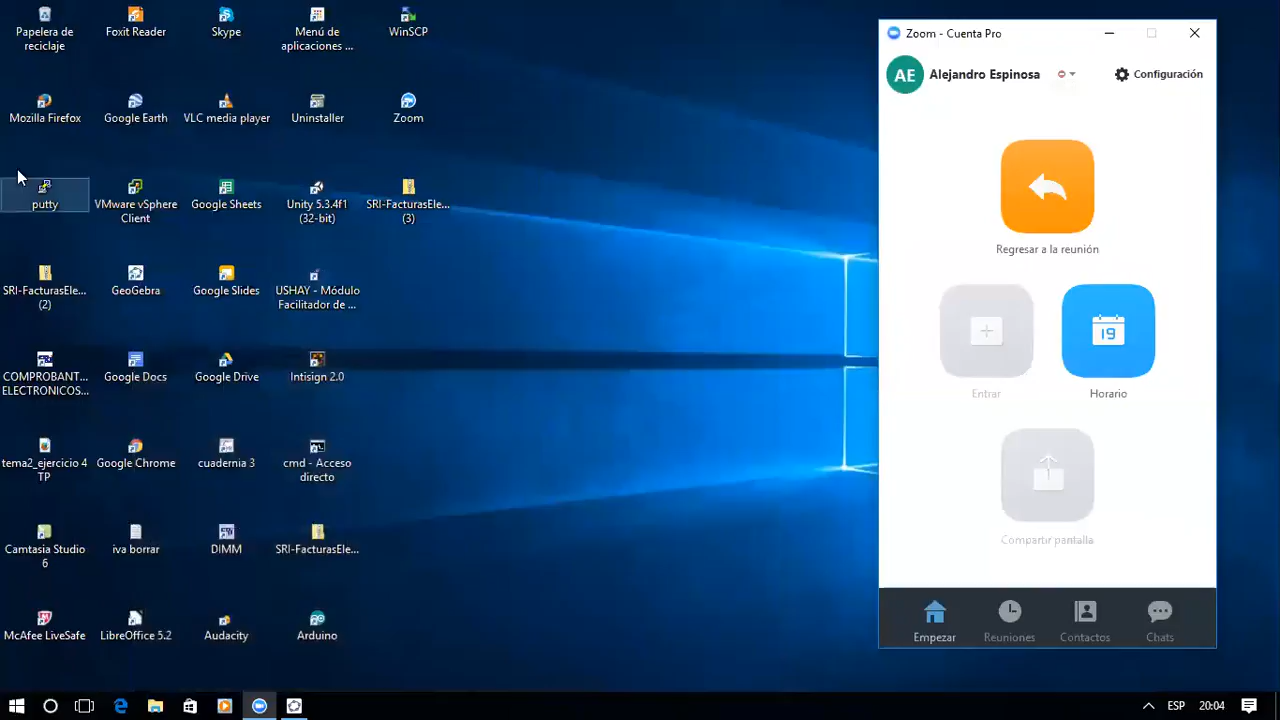 Papelera de
reciclaje
Foxit Reader
Skype
Menú de
aplicaciones ...
WinSCP
Mozilla Firefox
Google Earth
VLC media player
Uninstaller
Zoom
putty
VMware vSphere
Client
Google Sheets
Unity 5.3.4f1
(32-bit)
SRI-FacturasEle...
(3)
SRI-FacturasEle...
(2)
GeoGebra
Google Slides
USHAY - Módulo
Facilitador de ...
COMPROBANT...
ELECTRONICOS...
Google Docs
Google Drive
Intisign 2.0
tema2_ejercicio 4
TP
Google Chrome
cuadernia 3
cmd - Acceso
directo
Camtasia Studio
6
iva borrar
DIMM
SRI-FacturasEle...
McAfee LiveSafe
LibreOffice 5.2
Audacity
Arduino
Zoom - Cuenta Pro
AE
Alejandro Espinosa
Configuración
Regresar a la reunión
19
Entrar
Horario
Compartir pantalla
Empezar
Reuniones
Contactos
Chats
ESP
20:04